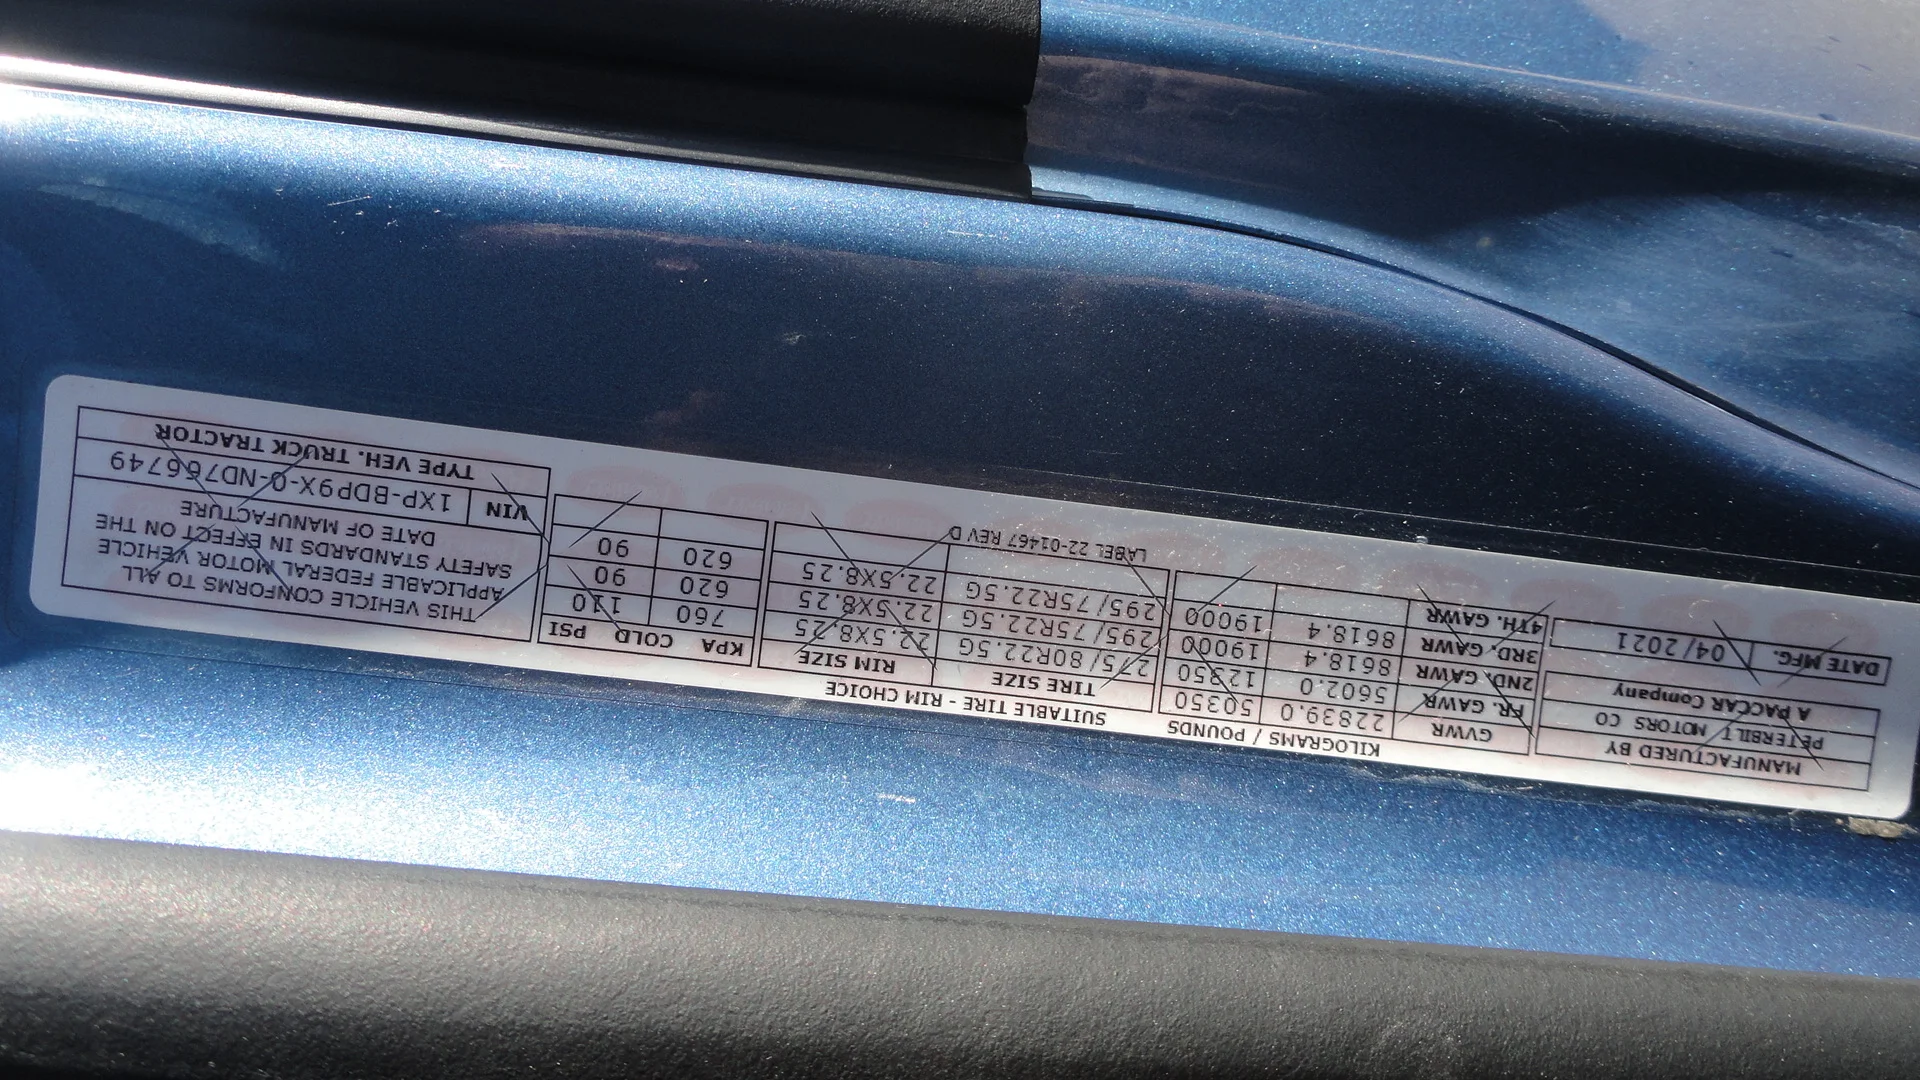 MANUFACTURED BY
PETERBILT MOTORS CO
A PACCAR Company
DATE MFG. 04/2021
KILOGRAMS / POUNDS
GVWR 22839.0 50350
FR. GAWR 5602.0 12350
2ND. GAWR 8618.4 19000
3RD. GAWR 8618.4 19000
4TH. GAWR
SUITABLE TIRE - RIM CHOICE
TIRE SIZE RIM SIZE
275/80R22.5G 22.5X8.25
295/75R22.5G 22.5X8.25
295/75R22.5G 22.5X8.25
LABEL 22-01467 REV D
KPA COLD PSI
760 110
620 90
620 90
THIS VEHICLE CONFORMS TO ALL
APPLICABLE FEDERAL MOTOR VEHICLE
SAFETY STANDARDS IN EFFECT ON THE
DATE OF MANUFACTURE
VIN 1XP-BDP9X-0-ND766749
TYPE VEH. TRUCK TRACTOR